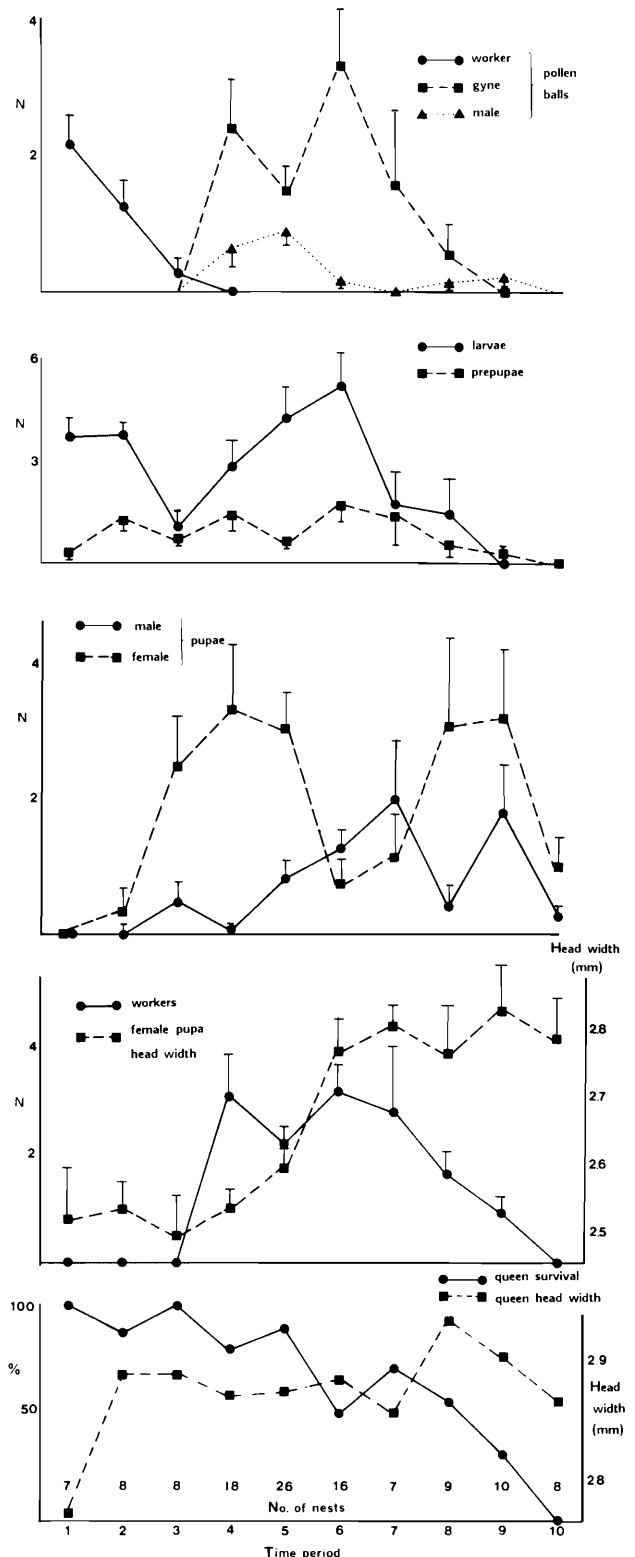 4
N
2
worker
gyne
male
pollen
balls
6
N
3
larvae
prepupae
male
female
pupae
4
N
2
Head width
(mm)
workers
female pupa
head width
4
N
2
2.8
2.7
2.6
2.5
queen survival
queen head width
100
%
50
2.9
Head
width
(mm)
2.8
7 8 8 18 26 16 7 9 10 8
No. of nests
1 2 3 4 5 6 7 8 9 10
Time period